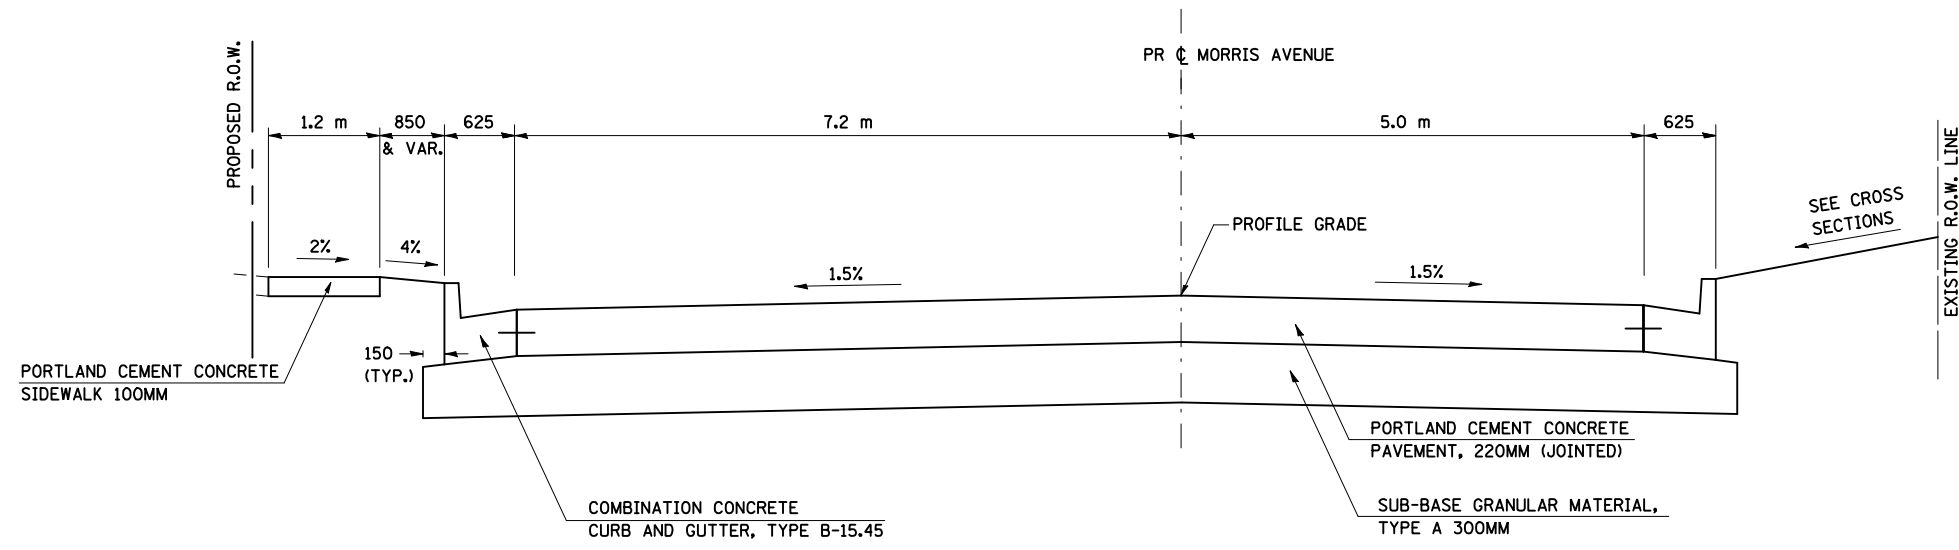 PR ℄ MORRIS AVENUE
PROPOSED R.O.W.
1.2 m
850
& VAR.
625
7.2 m
5.0 m
625
EXISTING R.O.W. LINE
SEE CROSS
SECTIONS
PROFILE GRADE
2%
4%
1.5%
1.5%
150
(TYP.)
PORTLAND CEMENT CONCRETE
SIDEWALK 100MM
PORTLAND CEMENT CONCRETE
PAVEMENT, 220MM (JOINTED)
COMBINATION CONCRETE
CURB AND GUTTER, TYPE B-15.45
SUB-BASE GRANULAR MATERIAL,
TYPE A 300MM